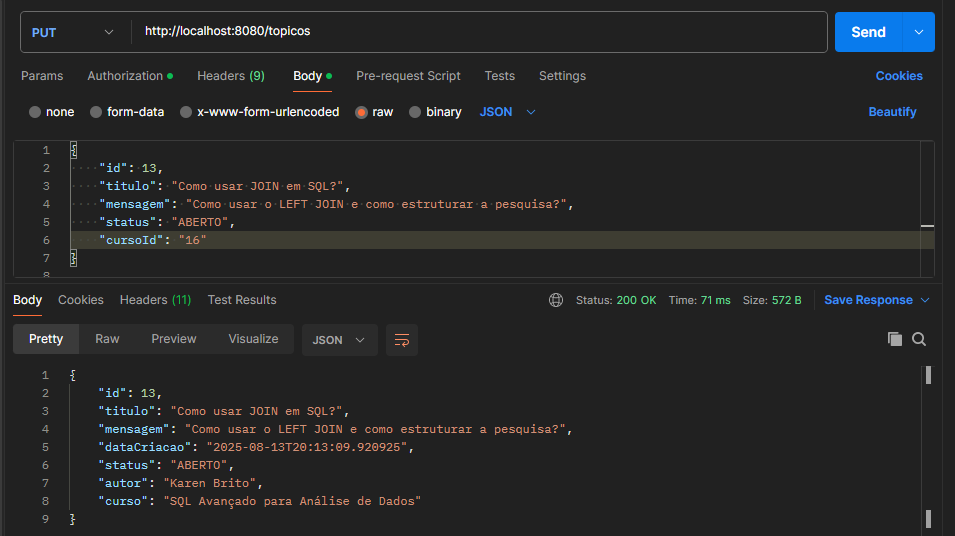 PUT http://localhost:8080/topicos Send
Params Authorization Headers (9) Body Pre-request Script Tests Settings Cookies
none form-data x-www-form-urlencoded raw binary JSON Beautify
1 {
2 "id": 13,
3 "titulo": "Como usar JOIN em SQL?",
4 "mensagem": "Como usar o LEFT JOIN e como estruturar a pesquisa?",
5 "status": "ABERTO",
6 "cursoId": "16"
7 }
8
Body Cookies Headers (11) Test Results Status: 200 OK Time: 71 ms Size: 572 B Save Response
Pretty Raw Preview Visualize JSON
1 {
2 "id": 13,
3 "titulo": "Como usar JOIN em SQL?",
4 "mensagem": "Como usar o LEFT JOIN e como estruturar a pesquisa?",
5 "dataCriacao": "2025-08-13T20:13:09.920925",
6 "status": "ABERTO",
7 "autor": "Karen Brito",
8 "curso": "SQL Avançado para Análise de Dados"
9 }